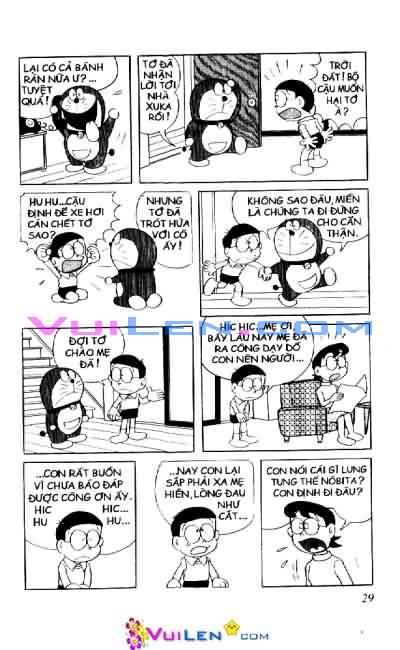 LẠI CÓ CẢ BÁNH
RÁN NỮA Ư?...
TUYỆT
QUÁ!
TỚ ĐÃ
NHẬN
LỜI TỚI
NHÀ
XUKA
RỒI!
TRỜI
ĐẤT! BỘ
CẬU MUỐN
HẠI TỚ
À?
HU HU...CẬU
ĐỊNH ĐỂ XE HƠI
CÁN CHẾT TỚ
SAO?
NHƯNG
TỚ ĐÃ
TRÓT HỨA
VỚI CÔ
ẤY!
KHÔNG SAO ĐÂU, MIỄN
LÀ CHÚNG TA ĐI ĐỨNG
CHO CẨN
THẬN.
VUILEN.COM
ĐỢI TỚ
CHÀO MẸ
ĐÃ!
HÍC HIC...MẸ ƠI,
BẤY LÂU NAY MẸ ĐÃ
RA CÔNG DẠY DỖ
CON NÊN NGƯỜI...
...CON RẤT BUỒN
VÌ CHƯA BÁO ĐÁP
ĐƯỢC CÔNG ƠN ẤY.
HIC HIC...
HU HU...
...NAY CON LẠI
SẮP PHẢI XA MẸ
HIỀN, LÒNG ĐAU
NHƯ
CẮT...
CON NÓI CÁI GÌ LUNG
TUNG THẾ NÔBITA?
CON ĐỊNH ĐI ĐÂU?
29
VUILEN.COM